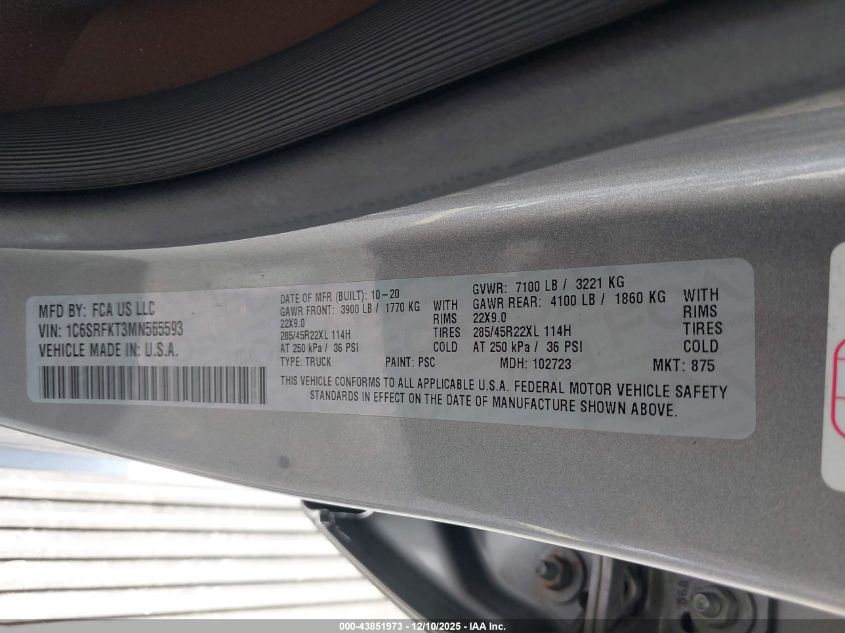 MFD BY: FCA US LLC
VIN: 1C6SRFKT3MN565593
VEHICLE MADE IN: U.S.A.
DATE OF MFR (BUILT): 10-20
GVWR: 7100 LB / 3221 KG
GAWR FRONT: 3900 LB / 1770 KG WITH
GAWR REAR: 4100 LB / 1860 KG WITH
22X9.0 RIMS
22X9.0 RIMS
285/45R22XL 114H TIRES
285/45R22XL 114H TIRES
AT 250 kPa / 36 PSI COLD
AT 250 kPa / 36 PSI COLD
TYPE: TRUCK PAINT: PSC MDH: 102723 MKT: 875
THIS VEHICLE CONFORMS TO ALL APPLICABLE U.S.A. FEDERAL MOTOR VEHICLE SAFETY
STANDARDS IN EFFECT ON THE DATE OF MANUFACTURE SHOWN ABOVE.
000-43851973 - 12/10/2025 - IAA Inc.